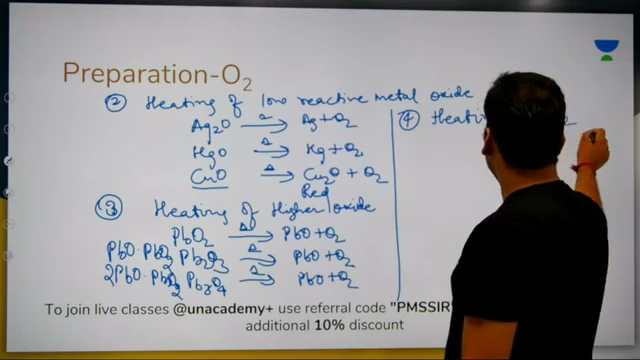 Preparation-O₂
② Heating of low reactive metal oxide
Ag₂O →Δ Ag + O₂
HgO →Δ Hg + O₂
CuO →Δ Cu₂O + O₂
Red
③ Heating of Higher oxide
PbO₂ →Δ PbO + O₂
PbO·PbO₂ Pb₂O₃ →Δ PbO + O₂
2PbO·PbO₂ Pb₃O₄ →Δ PbO + O₂
④ Heati
To join live classes @unacademy+ use referral code "PMSSIR"
additional 10% discount